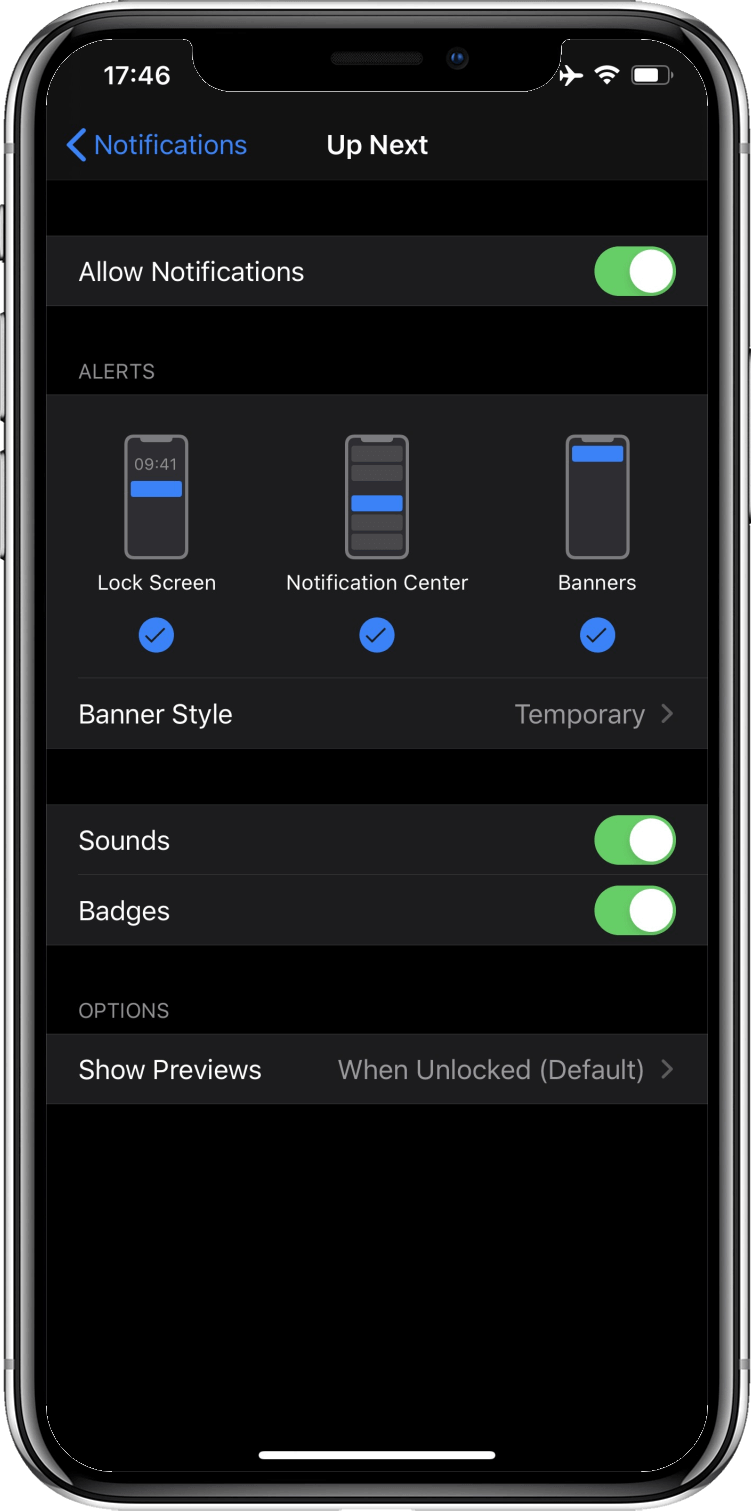 17:46
Notifications
Up Next
Allow Notifications
ALERTS
09:41
Lock Screen
Notification Center
Banners
Banner Style
Temporary
Sounds
Badges
OPTIONS
Show Previews
When Unlocked (Default)